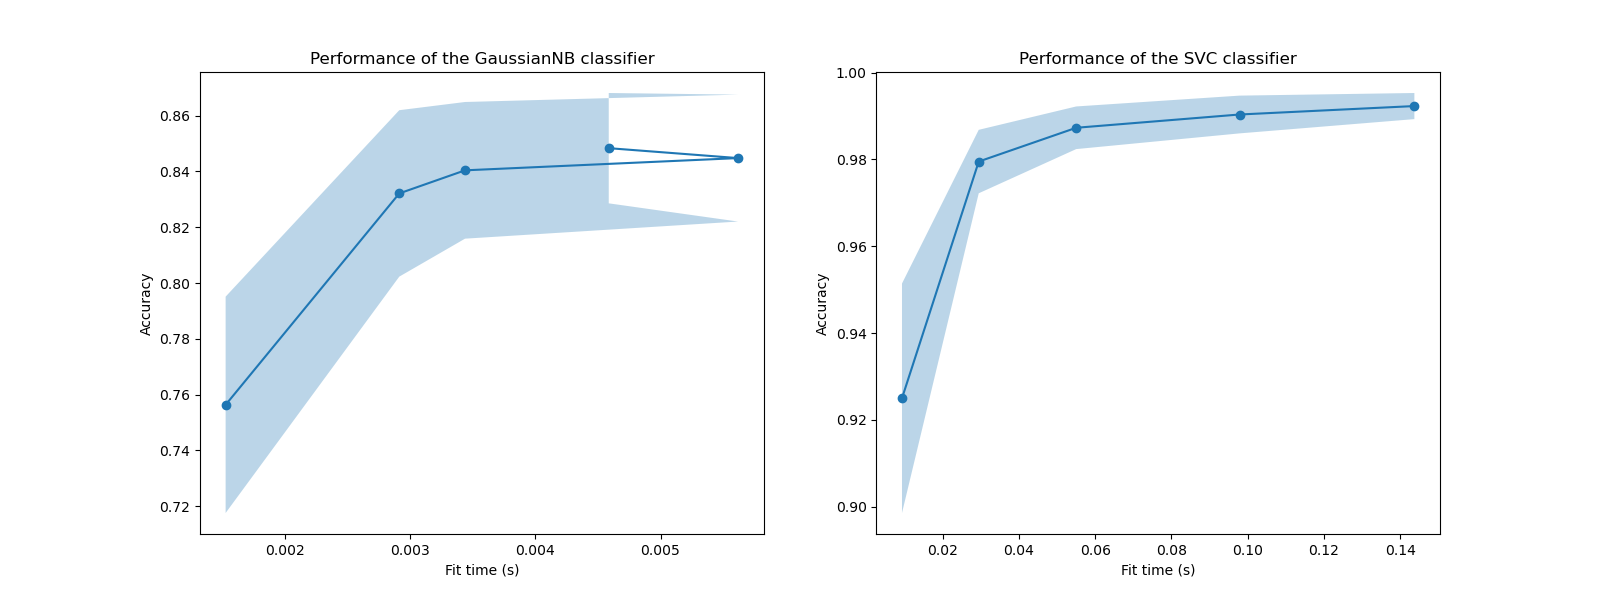 Performance of the GaussianNB classifier
0.86
0.84
0.82
0.80
0.78
0.76
0.74
0.72
Accuracy
0.002 0.003 0.004 0.005
Fit time (s)
Performance of the SVC classifier
1.00
0.98
0.96
0.94
0.92
0.90
Accuracy
0.02 0.04 0.06 0.08 0.10 0.12 0.14
Fit time (s)